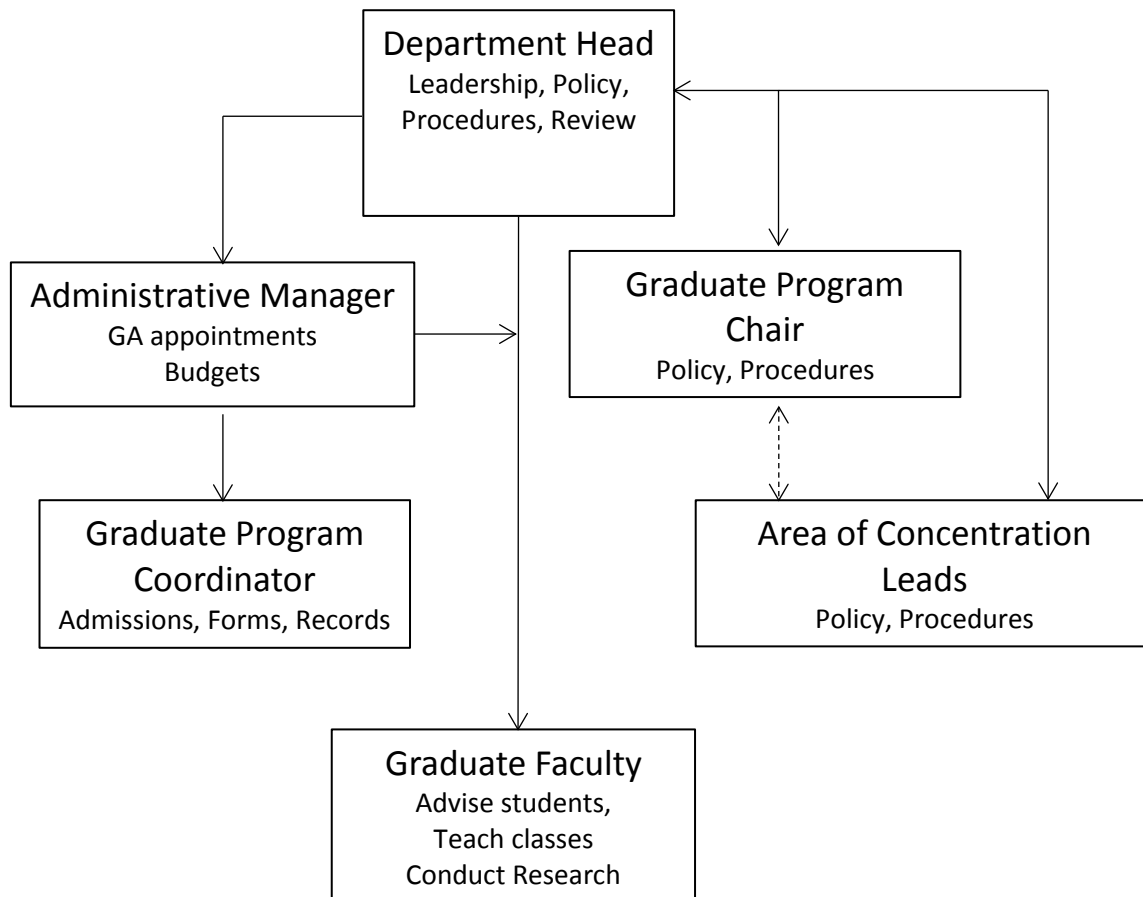 Department Head
Leadership, Policy,
Procedures, Review
Administrative Manager
GA appointments
Budgets
Graduate Program
Chair
Policy, Procedures
Graduate Program
Coordinator
Admissions, Forms, Records
Area of Concentration
Leads
Policy, Procedures
Graduate Faculty
Advise students,
Teach classes
Conduct Research